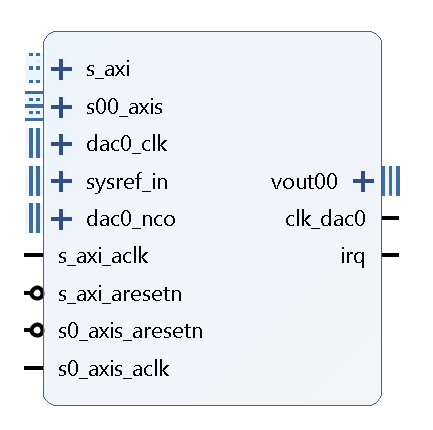 s_axi
s00_axis
dac0_clk
sysref_in
vout00
dac0_nco
clk_dac0
s_axi_aclk
irq
s_axi_aresetn
s0_axis_aresetn
s0_axis_aclk